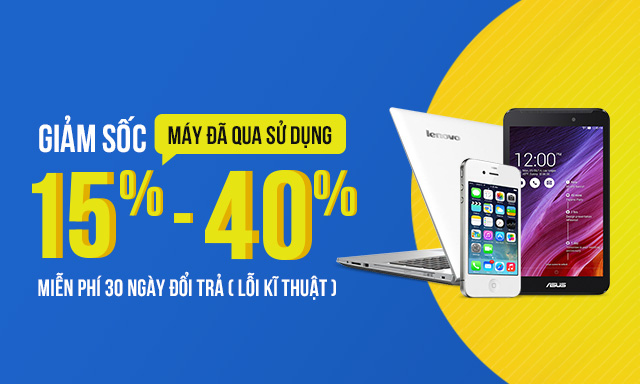 GIẢM SỐC
MÁY ĐÃ QUA SỬ DỤNG
15% - 40%
MIỄN PHÍ 30 NGÀY ĐỔI TRẢ ( LỖI KĨ THUẬT )
lenovo
12:00
ASUS